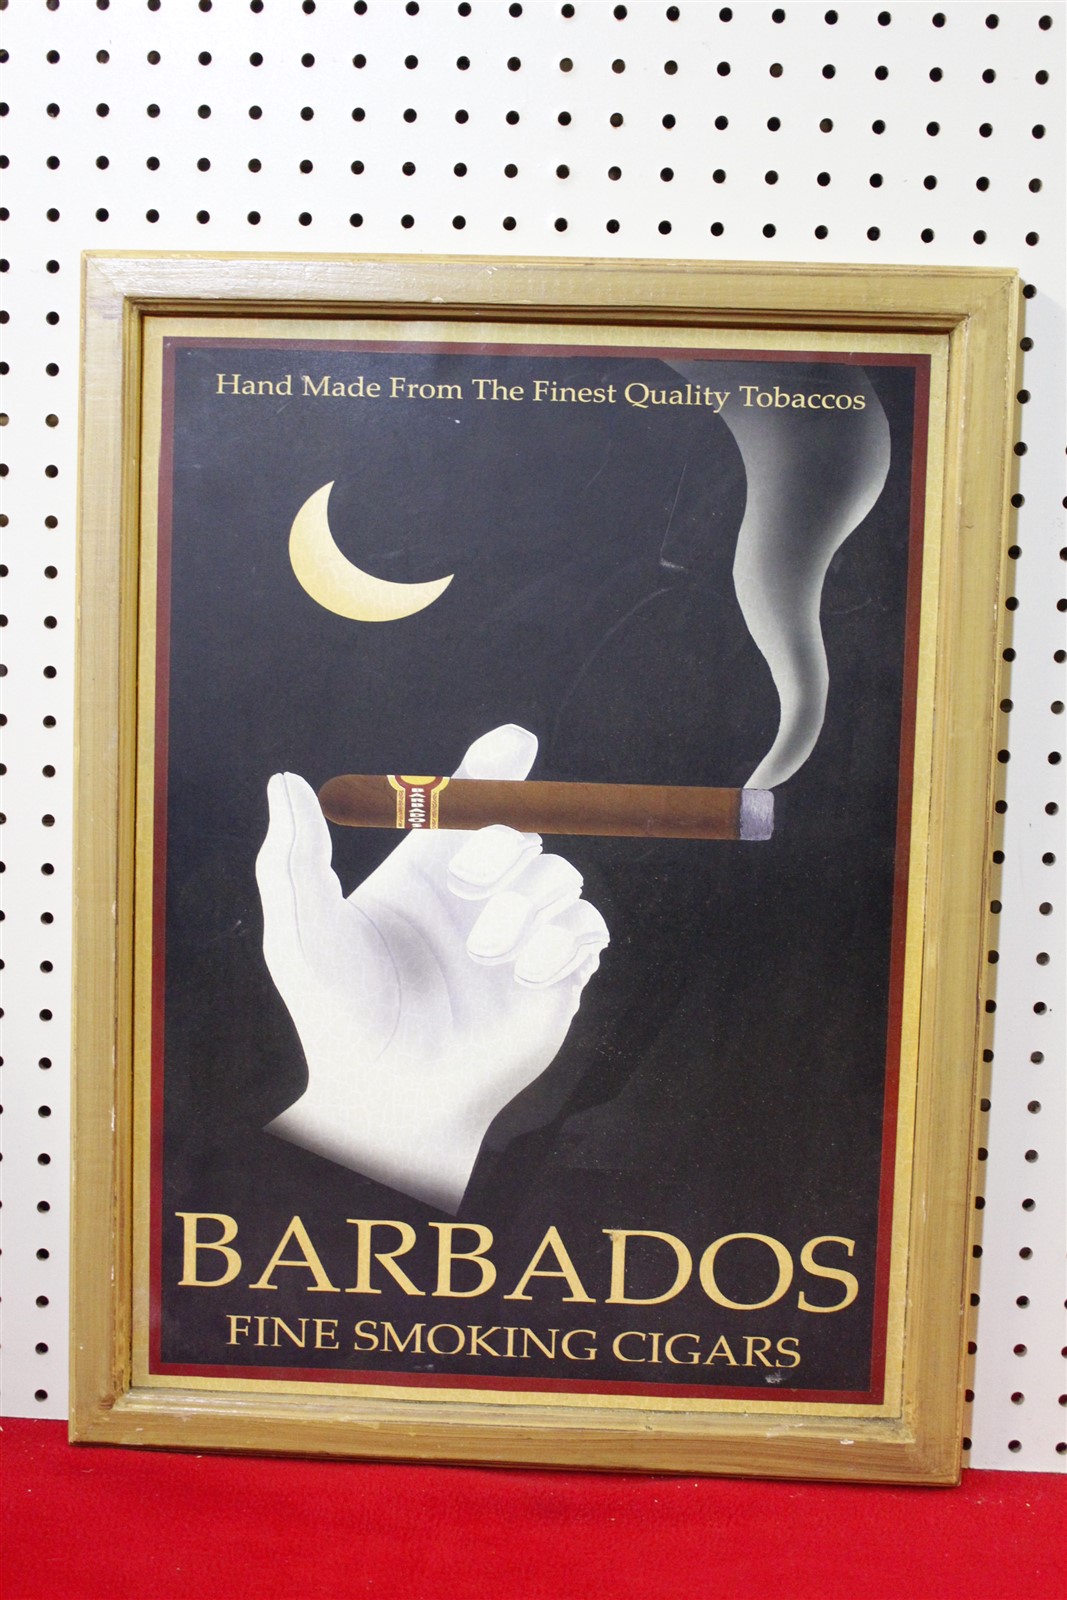 Hand Made From The Finest Quality Tobaccos
BARBADOS
BARBADOS
FINE SMOKING CIGARS